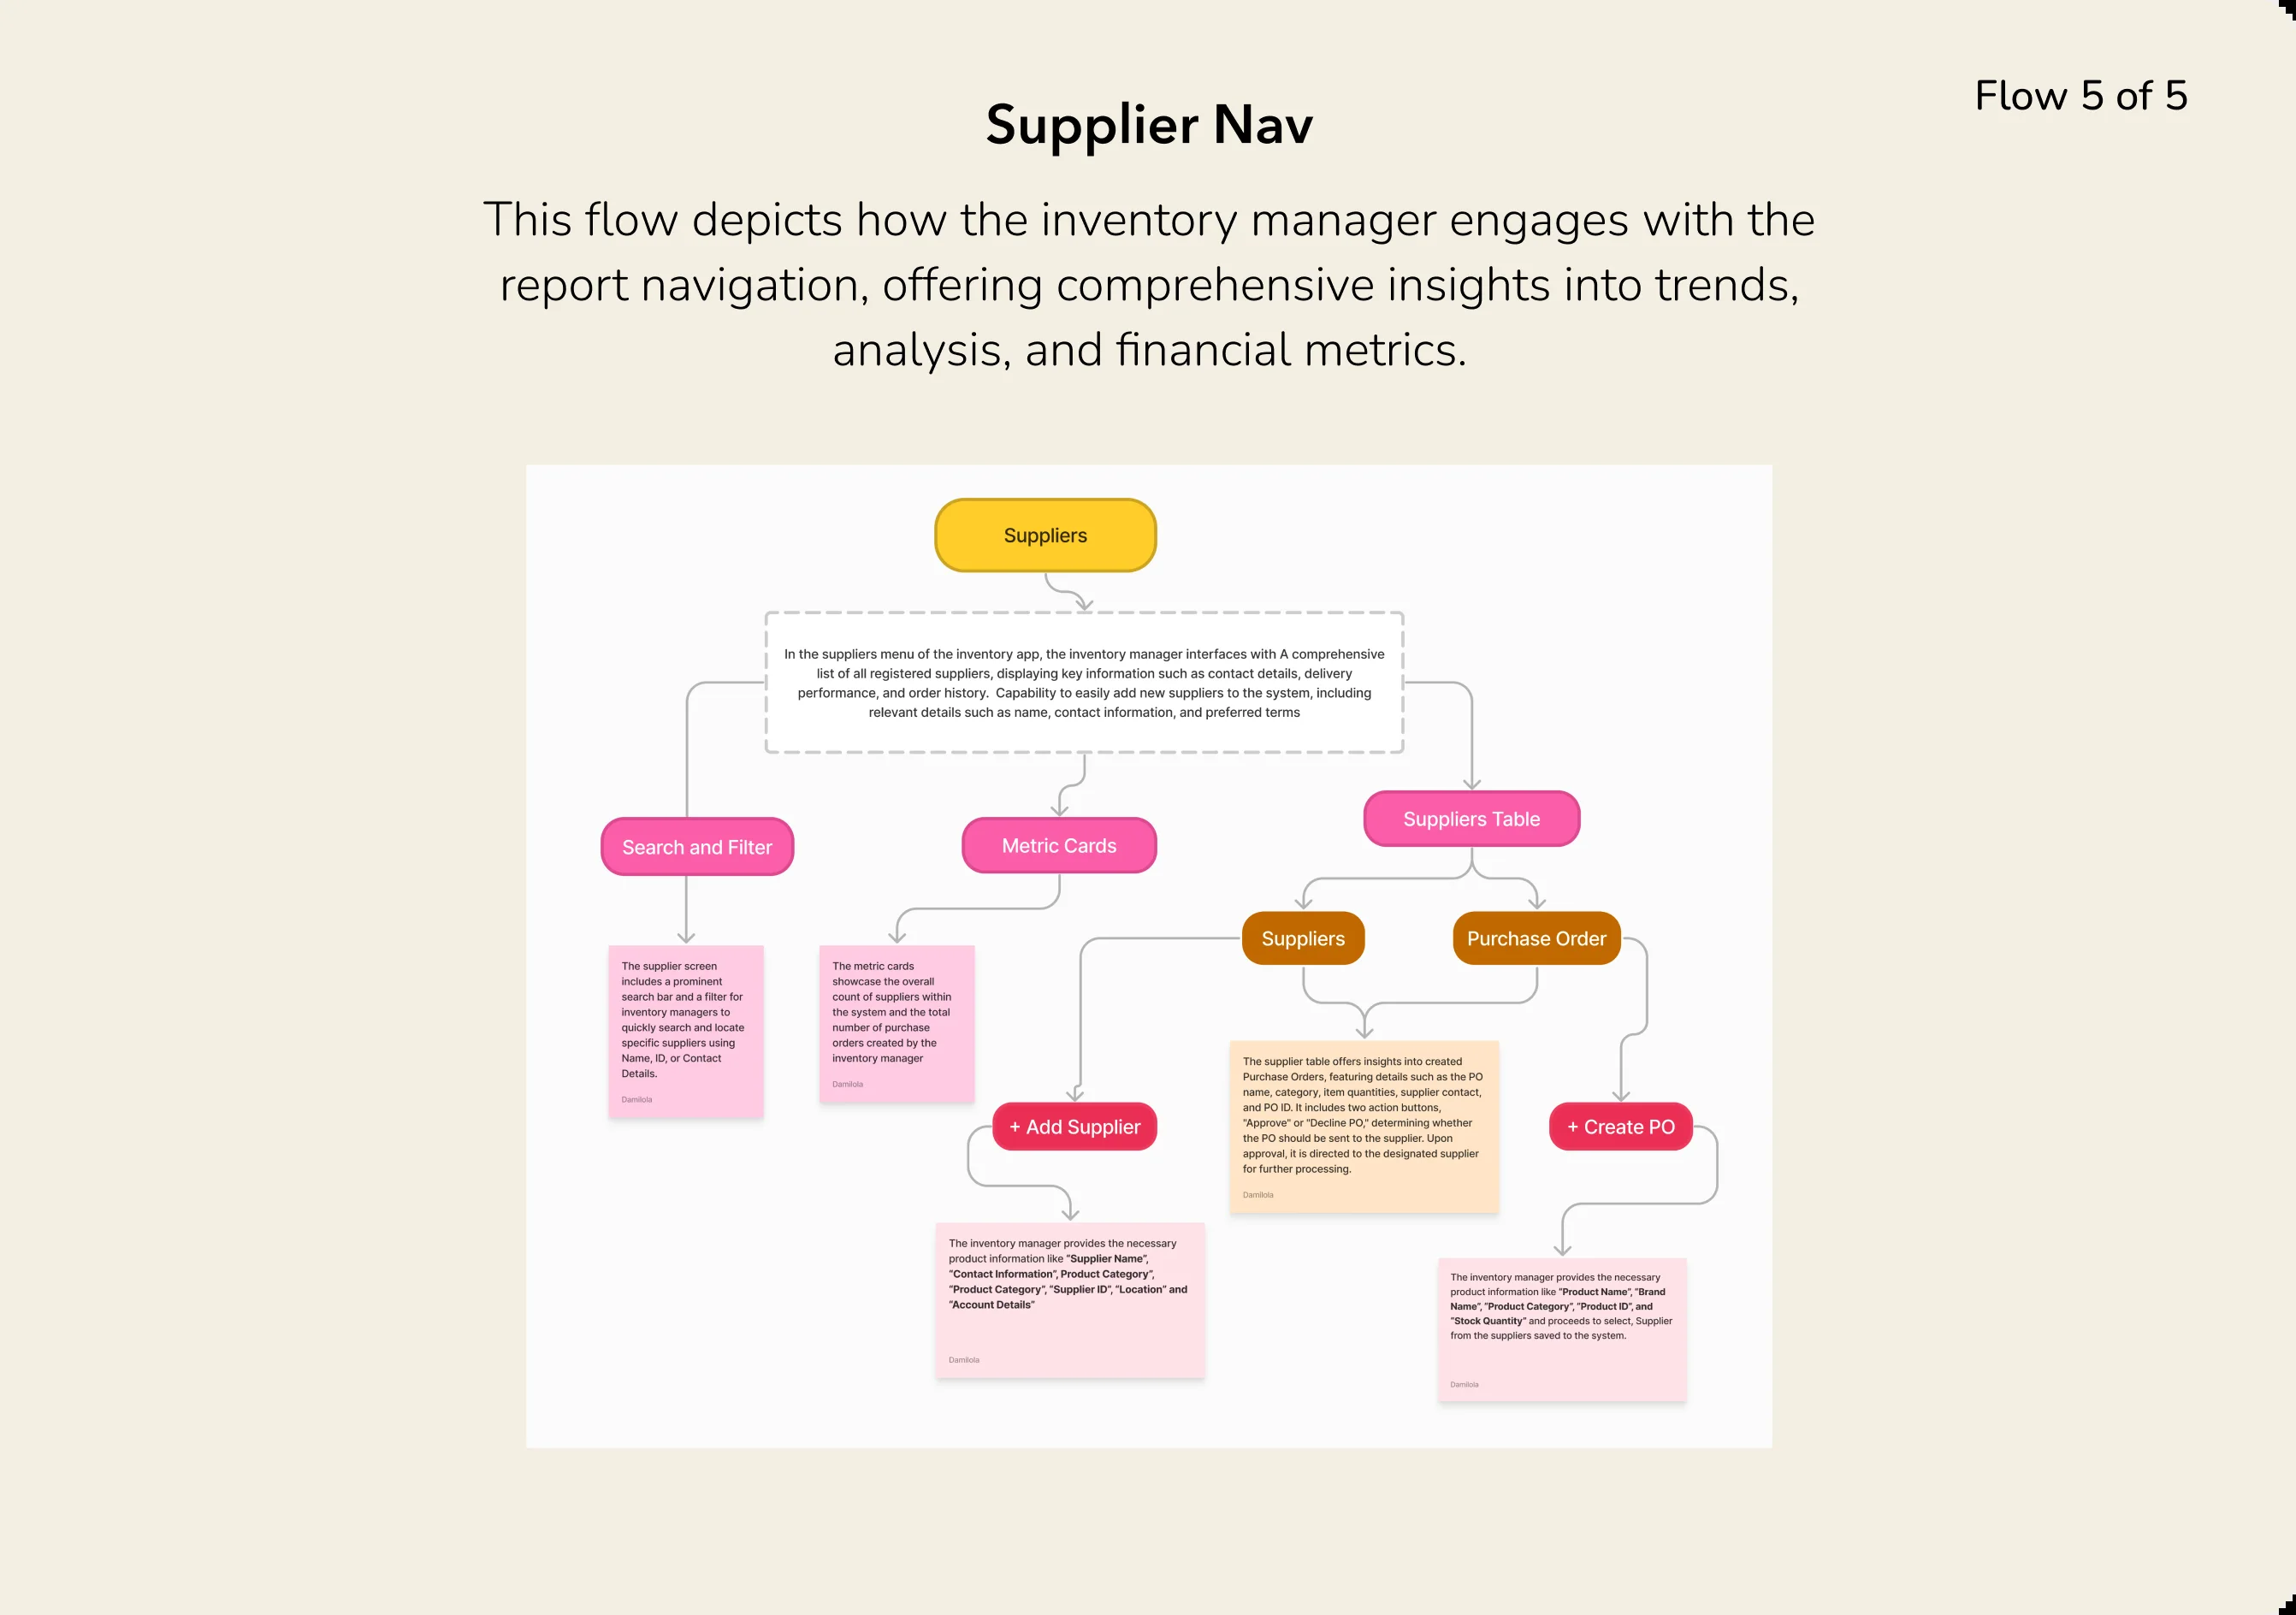 Flow 5 of 5
Supplier Nav
This flow depicts how the inventory manager engages with the
report navigation, offering comprehensive insights into trends,
analysis, and financial metrics.
Suppliers
In the suppliers menu of the inventory app, the inventory manager interfaces with A comprehensive
list of all registered suppliers, displaying key information such as contact details, delivery
performance, and order history.  Capability to easily add new suppliers to the system, including
relevant details such as name, contact information, and preferred terms
Search and Filter
Metric Cards
Suppliers Table
Suppliers
Purchase Order
The supplier screen
includes a prominent
search bar and a filter for
inventory managers to
quickly search and locate
specific suppliers using
Name, ID, or Contact
Details.
Damilola
The metric cards
showcase the overall
count of suppliers within
the system and the total
number of purchase
orders created by the
inventory manager
Damilola
The supplier table offers insights into created
Purchase Orders, featuring details such as the PO
name, category, item quantities, supplier contact,
and PO ID. It includes two action buttons,
"Approve" or "Decline PO," determining whether
the PO should be sent to the supplier. Upon
approval, it is directed to the designated supplier
for further processing.
Damilola
+ Add Supplier
+ Create PO
The inventory manager provides the necessary
product information like “Supplier Name”,
“Contact Information”, Product Category”,
“Product Category”, “Supplier ID”, “Location” and
“Account Details”
Damilola
The inventory manager provides the necessary
product information like “Product Name”, “Brand
Name”, “Product Category”, “Product ID”, and
“Stock Quantity” and proceeds to select, Supplier
from the suppliers saved to the system.
Damilola